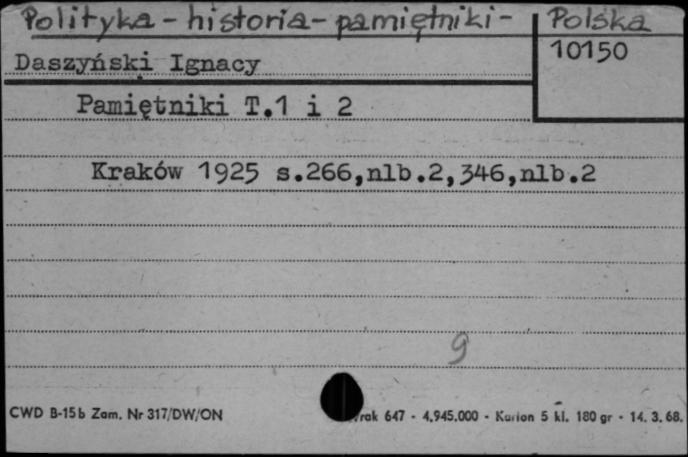 Polityka - historia - pamiętniki - Polska
10150
Daszyński Ignacy
Pamiętniki T.1 i 2
Kraków 1925 s.266,nlb.2,346,nlb.2
9
CWD B-15b Zam. Nr 317/DW/ON 647 - 4.945.000 - Karton 5 kl. 180 gr - 14. 3. 68.